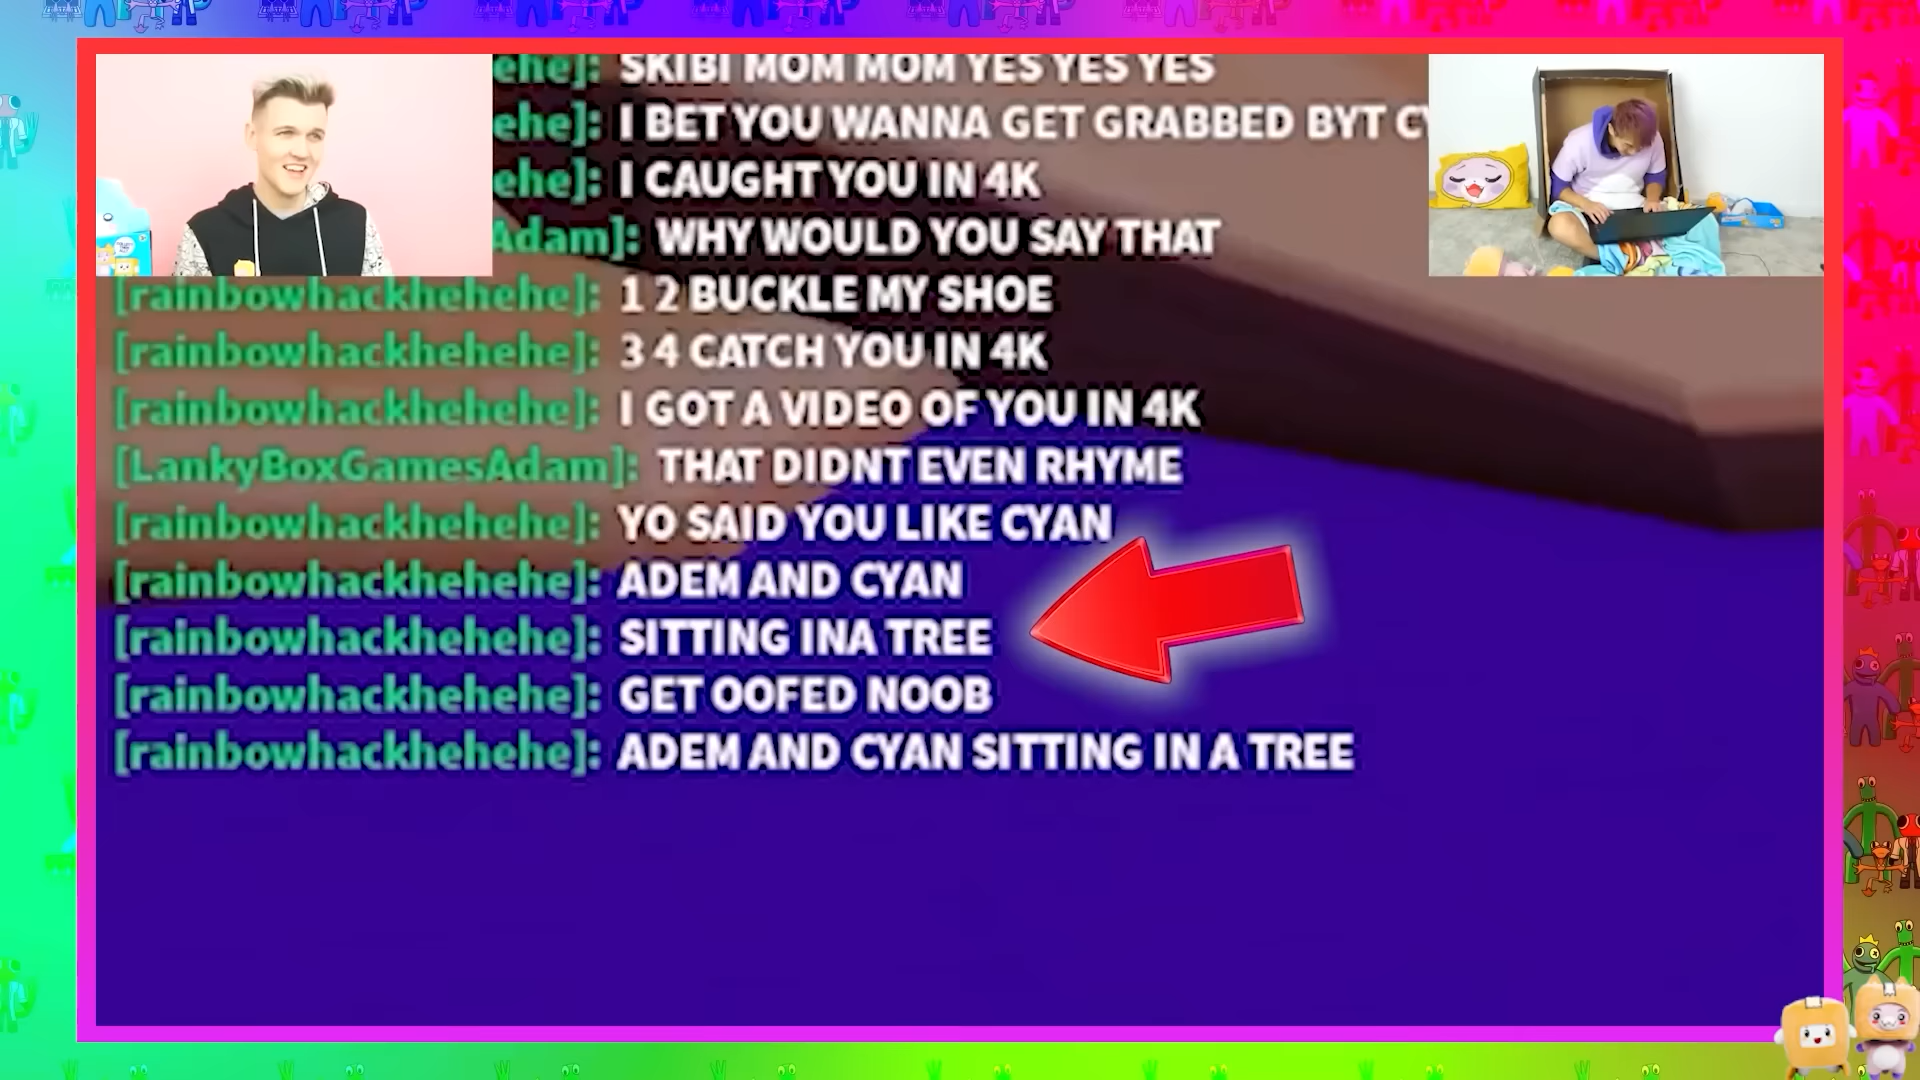 ehe]: SKIBI MOM MOM YES YES YES
ehe]: I BET YOU WANNA GET GRABBED BYT CY
ehe]: I CAUGHT YOU IN 4K
Adam]: WHY WOULD YOU SAY THAT
[rainbowhackhehehe]: 1 2 BUCKLE MY SHOE
[rainbowhackhehehe]: 3 4 CATCH YOU IN 4K
[rainbowhackhehehe]: I GOT A VIDEO OF YOU IN 4K
[LankyBoxGamesAdam]: THAT DIDNT EVEN RHYME
[rainbowhackhehehe]: YO SAID YOU LIKE CYAN
[rainbowhackhehehe]: ADEM AND CYAN
[rainbowhackhehehe]: SITTING INA TREE
[rainbowhackhehehe]: GET OOFED NOOB
[rainbowhackhehehe]: ADEM AND CYAN SITTING IN A TREE